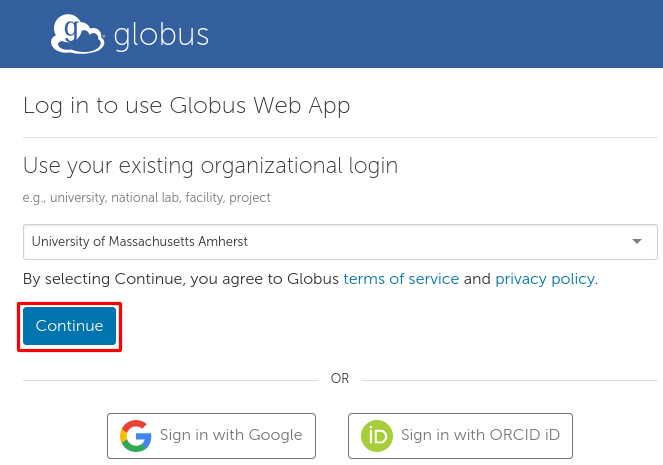 globus
Log in to use Globus Web App
Use your existing organizational login
e.g., university, national lab, facility, project
University of Massachusetts Amherst
By selecting Continue, you agree to Globus terms of service and privacy policy.
Continue
OR
Sign in with Google
iD Sign in with ORCID iD